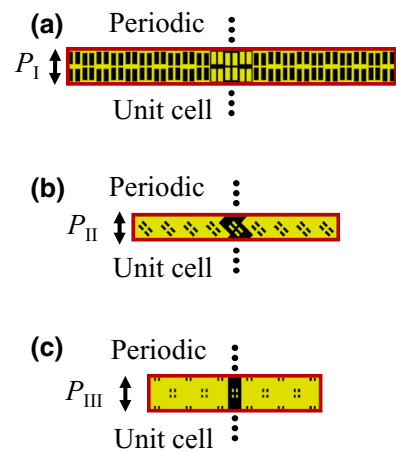 (a)
Periodic
P_I
Unit cell
(b)
Periodic
P_II
Unit cell
(c)
Periodic
P_III
Unit cell